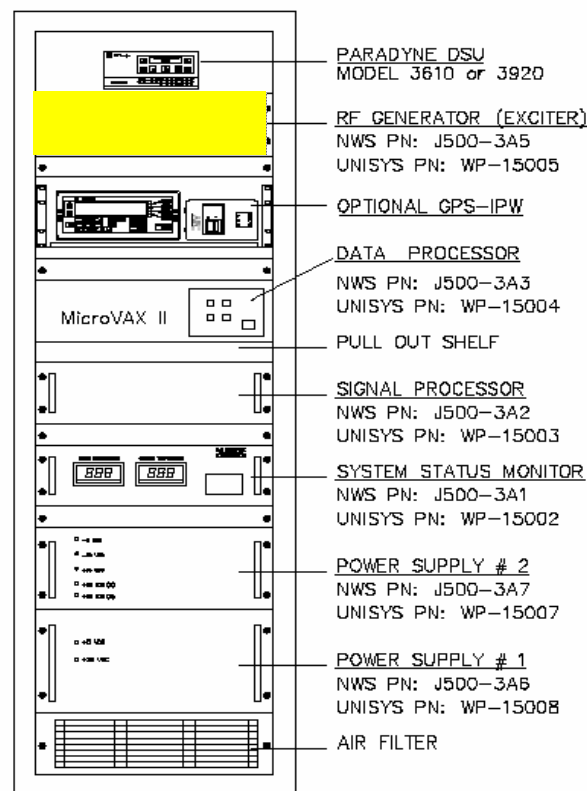 PARADYNE DSU
MODEL 3610 or 3920
RF GENERATOR (EXCITER)
NWS PN: J500-3A5
UNISYS PN: WP-15005
OPTIONAL GPS-IPW
DATA PROCESSOR
NWS PN: J500-3A3
UNISYS PN: WP-15004
MicroVAX II
PULL OUT SHELF
SIGNAL PROCESSOR
NWS PN: J500-3A2
UNISYS PN: WP-15003
SYSTEM STATUS MONITOR
888 888
NWS PN: J500-3A1
UNISYS PN: WP-15002
POWER SUPPLY # 2
NWS PN: J500-3A7
UNISYS PN: WP-15007
POWER SUPPLY # 1
NWS PN: J500-3A6
UNISYS PN: WP-15008
AIR FILTER